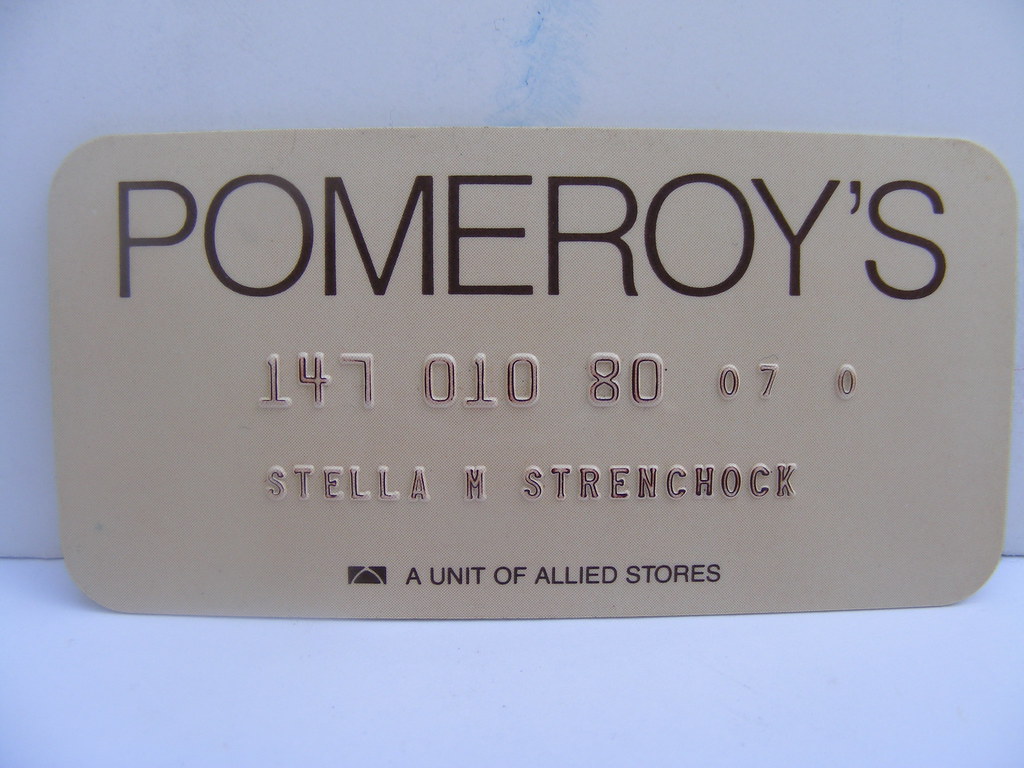 POMEROY'S
147 010 80 07 0
STELLA M STRENCHOCK
A UNIT OF ALLIED STORES